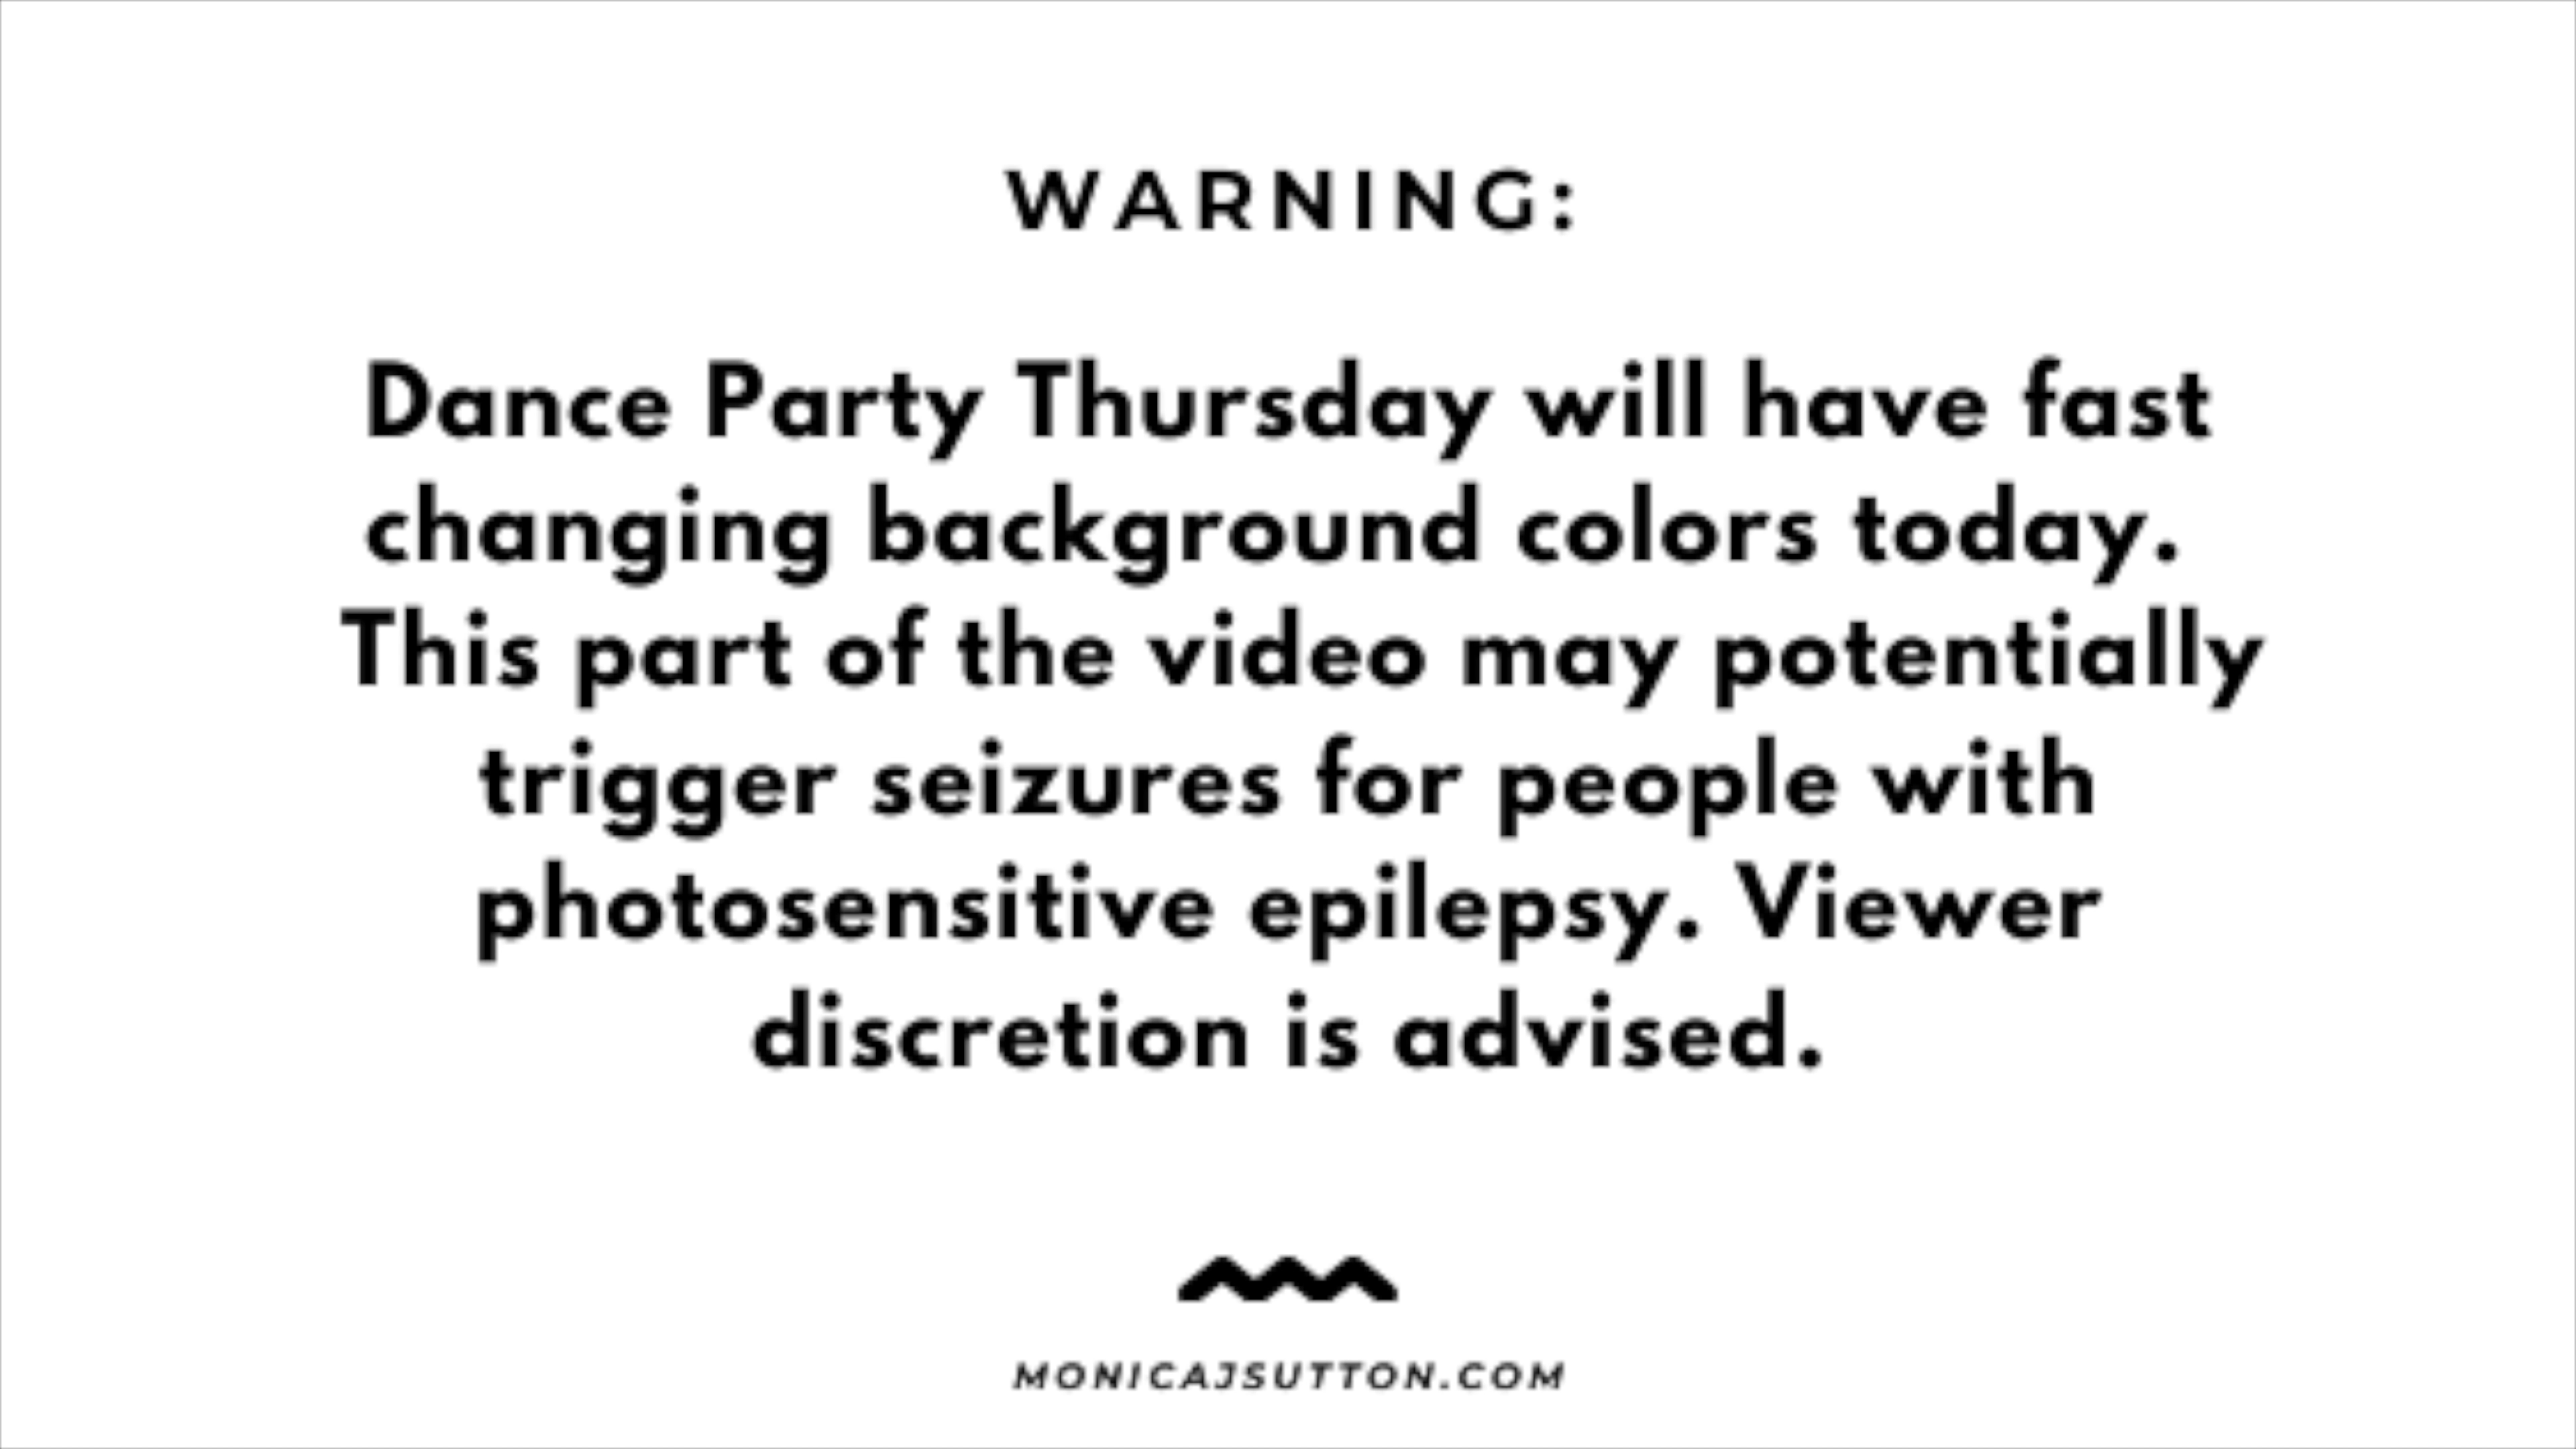 WARNING:
Dance Party Thursday will have fast
changing background colors today.
This part of the video may potentially
trigger seizures for people with
photosensitive epilepsy. Viewer
discretion is advised.
MONICAJSUTTON.COM